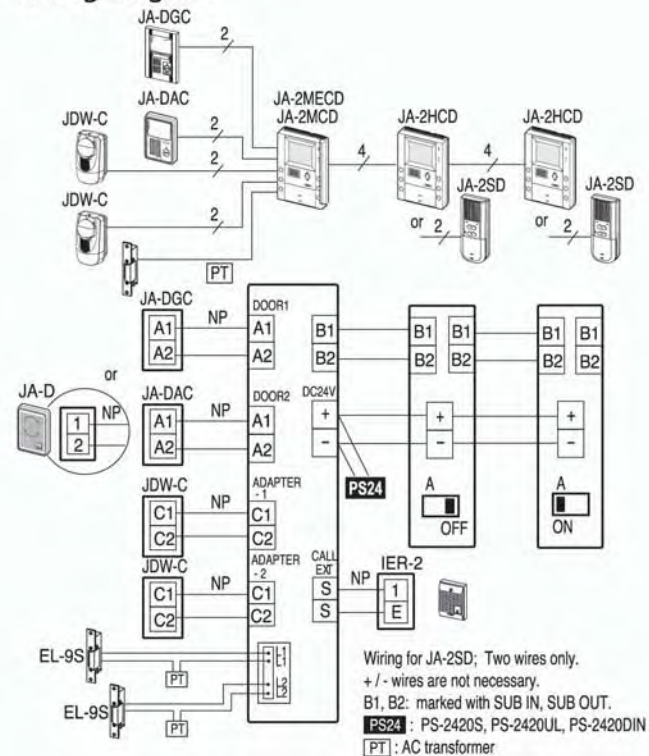 JA-DGC
2
JA-DAC
2
JDW-C
2
JDW-C
2
JA-2MECD
JA-2MCD
4
JA-2HCD
4
JA-2HCD
or 2
JA-2SD
or 2
JA-2SD
PT
JA-DGC
NP
DOOR1
A1 A1
A2 A2
B1 B1 B1 B1
B2 B2 B2 B2
or
JA-D
1 NP
2
JA-DAC
NP
DOOR2
A1 A1
A2 A2
DC24V
+ + +
− − −
PS24
JDW-C
NP
ADAPTER
- 1
C1 C1
C2 C2
A
OFF
A
ON
JDW-C
NP
ADAPTER
- 2
C1 C1
C2 C2
CALL
EXT
S NP 1
S E
IER-2
EL-9S
PT
L1
L1
EL-9S
PT
L2
L2
Wiring for JA-2SD; Two wires only.
+ / - wires are not necessary.
B1, B2: marked with SUB IN, SUB OUT.
PS24 : PS-2420S, PS-2420UL, PS-2420DIN
PT : AC transformer